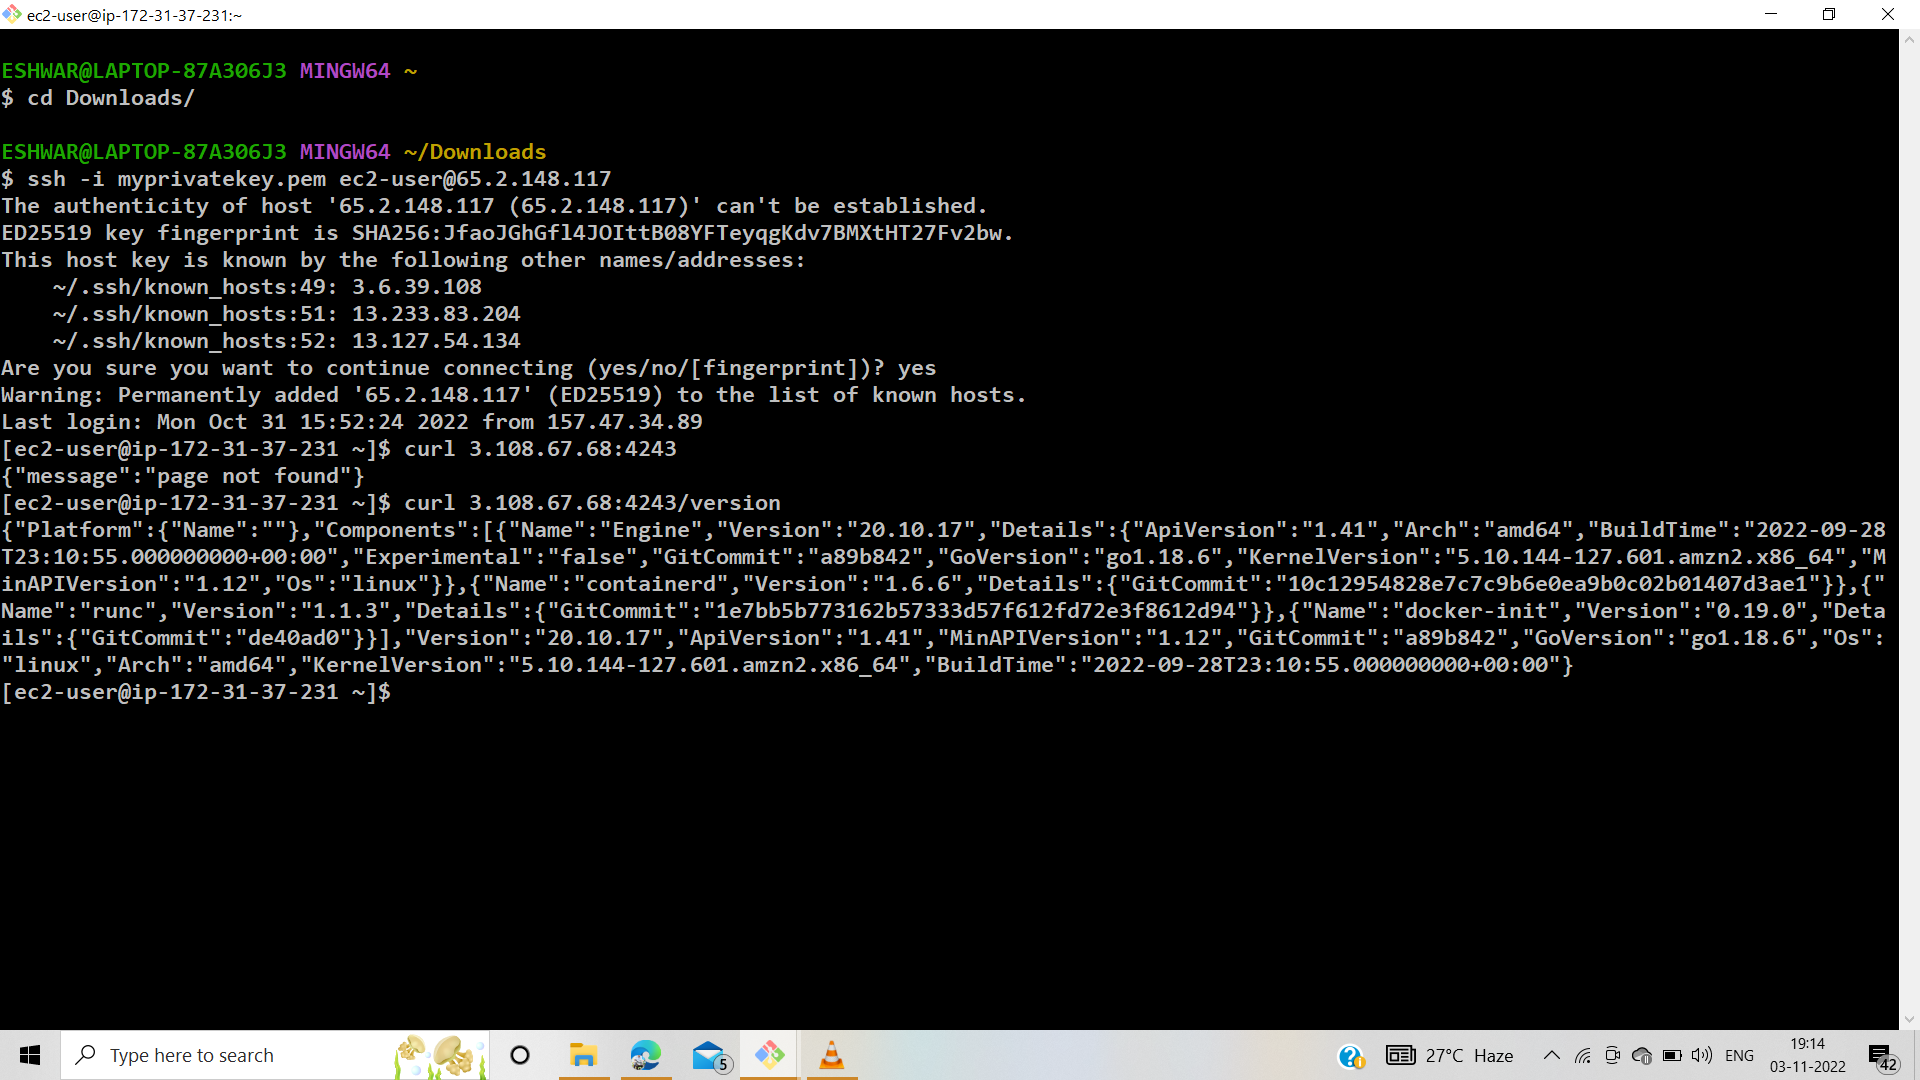 ec2-user@ip-172-31-37-231:~
ESHWAR@LAPTOP-87A306J3 MINGW64 ~
$ cd Downloads/
ESHWAR@LAPTOP-87A306J3 MINGW64 ~/Downloads
$ ssh -i myprivatekey.pem ec2-user@65.2.148.117
The authenticity of host '65.2.148.117 (65.2.148.117)' can't be established.
ED25519 key fingerprint is SHA256:JfaoJGhGfl4JOIttB08YFTeyqgKdv7BMXtHT27Fv2bw.
This host key is known by the following other names/addresses:
    ~/.ssh/known_hosts:49: 3.6.39.108
    ~/.ssh/known_hosts:51: 13.233.83.204
    ~/.ssh/known_hosts:52: 13.127.54.134
Are you sure you want to continue connecting (yes/no/[fingerprint])? yes
Warning: Permanently added '65.2.148.117' (ED25519) to the list of known hosts.
Last login: Mon Oct 31 15:52:24 2022 from 157.47.34.89
[ec2-user@ip-172-31-37-231 ~]$ curl 3.108.67.68:4243
{"message":"page not found"}
[ec2-user@ip-172-31-37-231 ~]$ curl 3.108.67.68:4243/version
{"Platform":{"Name":""},"Components":[{"Name":"Engine","Version":"20.10.17","Details":{"ApiVersion":"1.41","Arch":"amd64","BuildTime":"2022-09-28
T23:10:55.000000000+00:00","Experimental":"false","GitCommit":"a89b842","GoVersion":"go1.18.6","KernelVersion":"5.10.144-127.601.amzn2.x86_64","M
inAPIVersion":"1.12","Os":"linux"}},{"Name":"containerd","Version":"1.6.6","Details":{"GitCommit":"10c12954828e7c7c9b6e0ea9b0c02b01407d3ae1"}},{"
Name":"runc","Version":"1.1.3","Details":{"GitCommit":"1e7bb5b773162b57333d57f612fd72e3f8612d94"}},{"Name":"docker-init","Version":"0.19.0","Deta
ils":{"GitCommit":"de40ad0"}}],"Version":"20.10.17","ApiVersion":"1.41","MinAPIVersion":"1.12","GitCommit":"a89b842","GoVersion":"go1.18.6","Os":
"linux","Arch":"amd64","KernelVersion":"5.10.144-127.601.amzn2.x86_64","BuildTime":"2022-09-28T23:10:55.000000000+00:00"}
[ec2-user@ip-172-31-37-231 ~]$
Type here to search
5
27°C Haze
ENG
19:14
03-11-2022
42